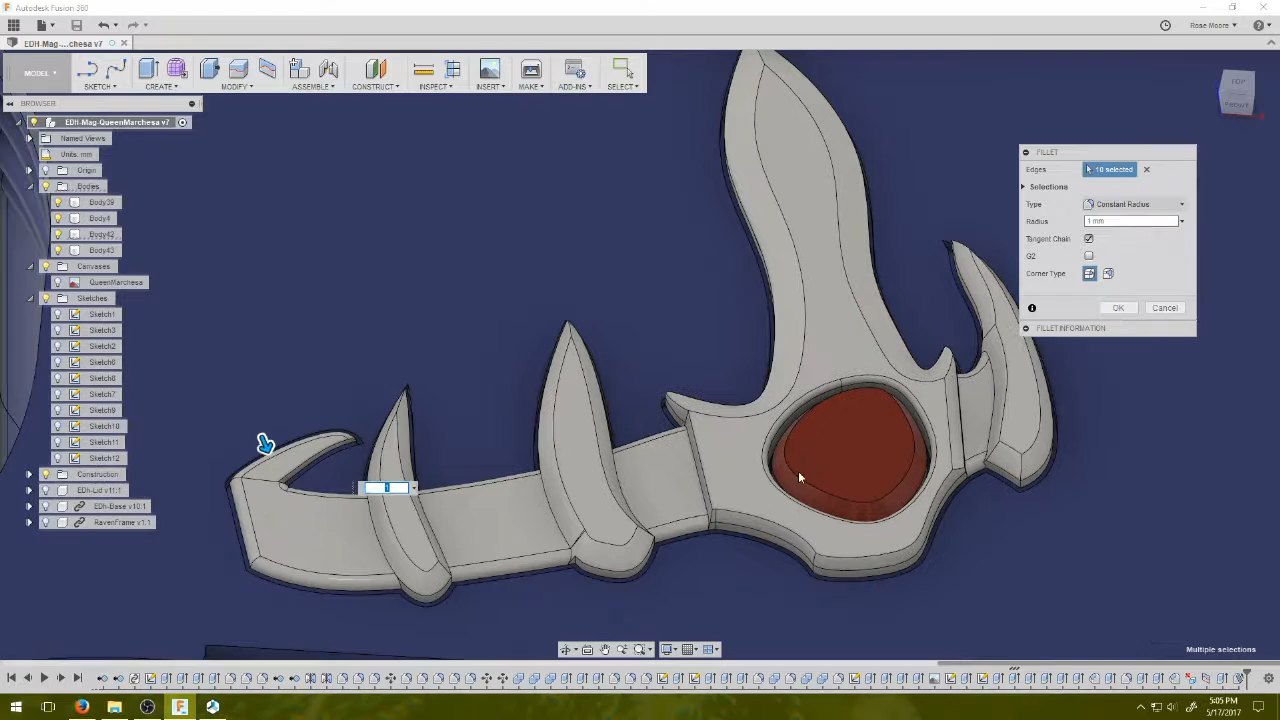 Autodesk Fusion 360
Rose Moore
EDH-Mag-...chesa v7
MODEL
SKETCH
CREATE
MODIFY
ASSEMBLE
CONSTRUCT
INSPECT
INSERT
MAKE
ADD-INS
SELECT
TOP
FRONT
BROWSER
EDH-Mag-QueenMarchesa v7
Named Views
Units: mm
Origin
Bodies
Body39
Body4
Body42
Body43
Canvases
QueenMarchesa
Sketches
Sketch1
Sketch3
Sketch2
Sketch6
Sketch8
Sketch7
Sketch9
Sketch10
Sketch11
Sketch12
Construction
EDh-Lid v11:1
EDh-Base v10:1
RavenFrame v1:1
FILLET
Edges 10 selected
Selections
Type Constant Radius
Radius 1 mm
Tangent Chain
G2
Corner Type
OK Cancel
FILLET INFORMATION
1
Multiple selections
5:05 PM
5/17/2017